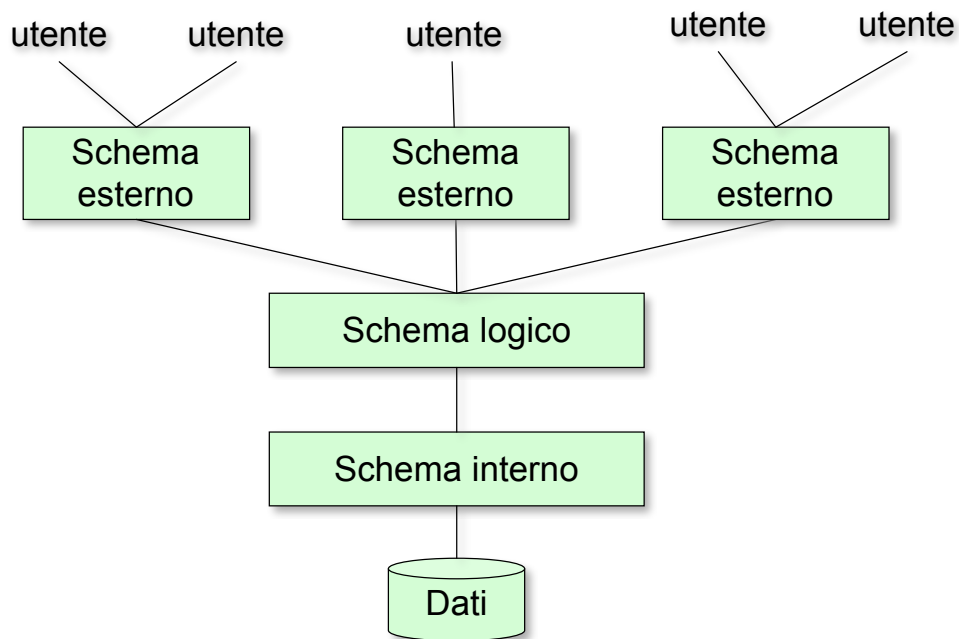 utente
utente
utente
utente
utente
Schema
esterno
Schema
esterno
Schema
esterno
Schema logico
Schema interno
Dati